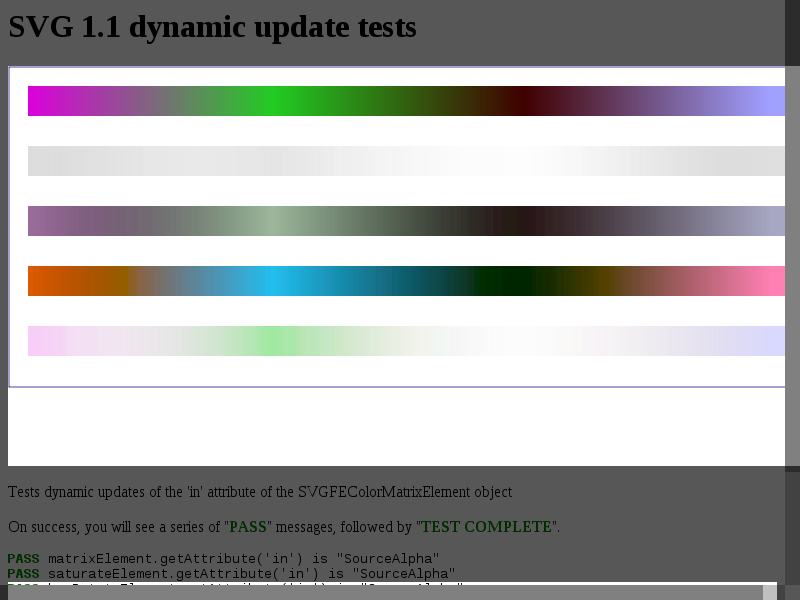 SVG 1.1 dynamic update tests
Tests dynamic updates of the 'in' attribute of the SVGFEColorMatrixElement object
On success, you will see a series of "PASS" messages, followed by "TEST COMPLETE".
PASS matrixElement.getAttribute('in') is "SourceAlpha"
PASS saturateElement.getAttribute('in') is "SourceAlpha"